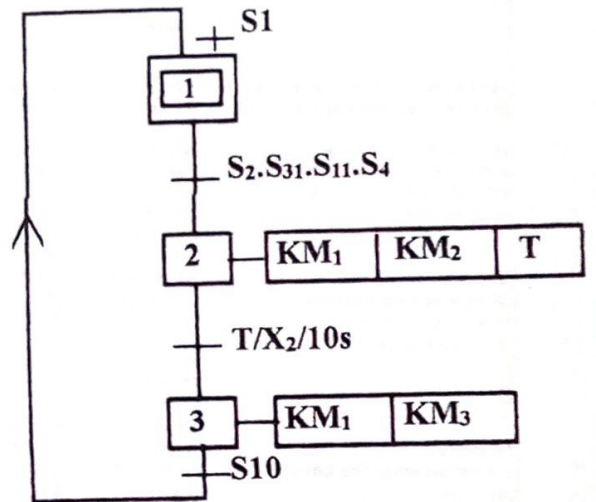 S1
1
S₂.S₃₁.S₁₁.S₄
2 KM₁ KM₂ T
T/X₂/10s
3 KM₁ KM₃
S10